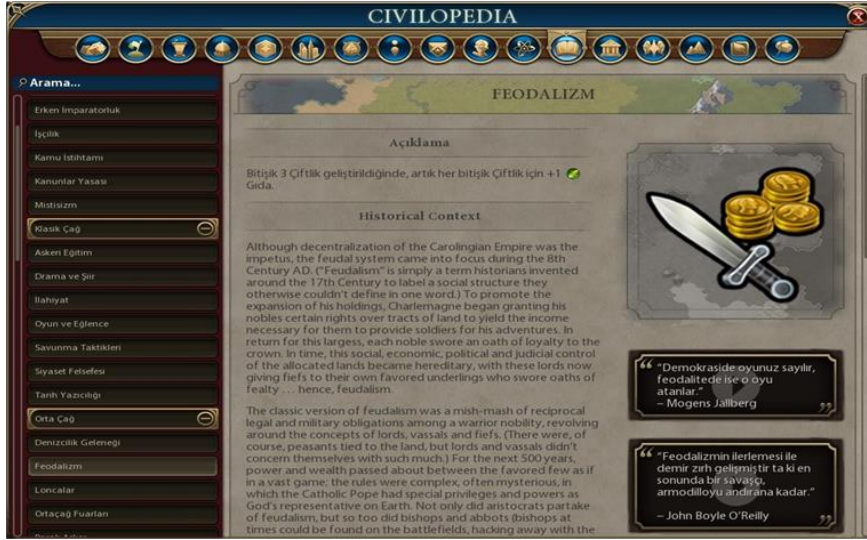 CIVILOPEDIA
Arama...
Erken İmparatorluk
İşçilik
Kamu İstihtamı
Kanunlar Yasası
Mistisizm
Klasik Çağ
Askeri Eğitim
Drama ve Şiir
İlahiyat
Oyun ve Eğlence
Savunma Taktikleri
Siyaset Felsefesi
Tarih Yazıcılığı
Orta Çağ
Denizcilik Geleneği
Feodalizm
Loncalar
Ortaçağ Fuarları
FEODALIZM
Açıklama
Bitişik 3 Çiftlik geliştirildiğinde, artık her bitişik Çiftlik için +1
Gıda.
Historical Context
Although decentralization of the Carolingian Empire was the
impetus, the feudal system came into focus during the 8th
Century AD. ("Feudalism" is simply a term historians invented
around the 17th Century to label a social structure they
otherwise couldn't define in one word.) To promote the
expansion of his holdings, Charlemagne began granting his
nobles certain rights over tracts of land to yield the income
necessary for them to provide soldiers for his adventures. In
return for this largess, each noble swore an oath of loyalty to the
crown. In time, this social, economic, political and judicial control
of the allocated lands became hereditary, with these lords now
giving fiefs to their own favored underlings who swore oaths of
fealty . . . hence, feudalism.
The classic version of feudalism was a mish-mash of reciprocal
legal and military obligations among a warrior nobility, revolving
around the concepts of lords, vassals and fiefs. (There were, of
course, peasants tied to the land, but lords and vassals didn't
concern themselves with such much.) For the next 500 years,
power and wealth passed about between the favored few as if
in a vast game; the rules were complex, often mysterious, in
which the Catholic Pope had special privileges and powers as
God's representative on Earth. Not only did aristocrats partake
of feudalism, but so too did bishops and abbots (bishops at
times could be found on the battlefields, hacking away with the
"Demokraside oyunuz sayılır,
feodalitede ise o oyu
atanlar."
– Mogens Jallberg
"Feodalizmin ilerlemesi ile
demir zırh gelişmiştir ta ki en
sonunda bir savaşçı,
armodilloyu andırana kadar."
– John Boyle O'Reilly